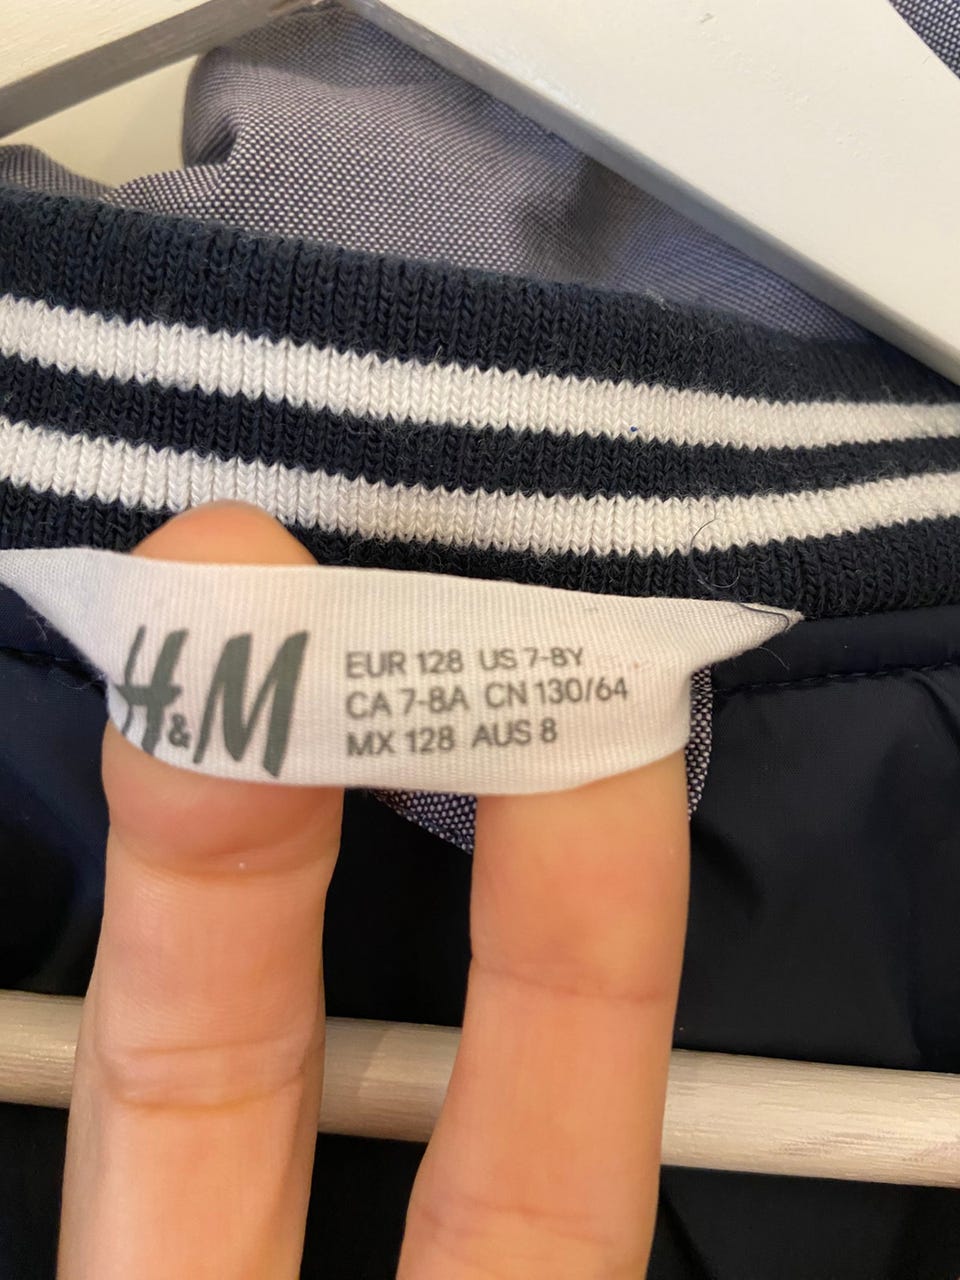 H&M
EUR 128 US 7-8Y
CA 7-8A CN 130/64
MX 128 AUS 8